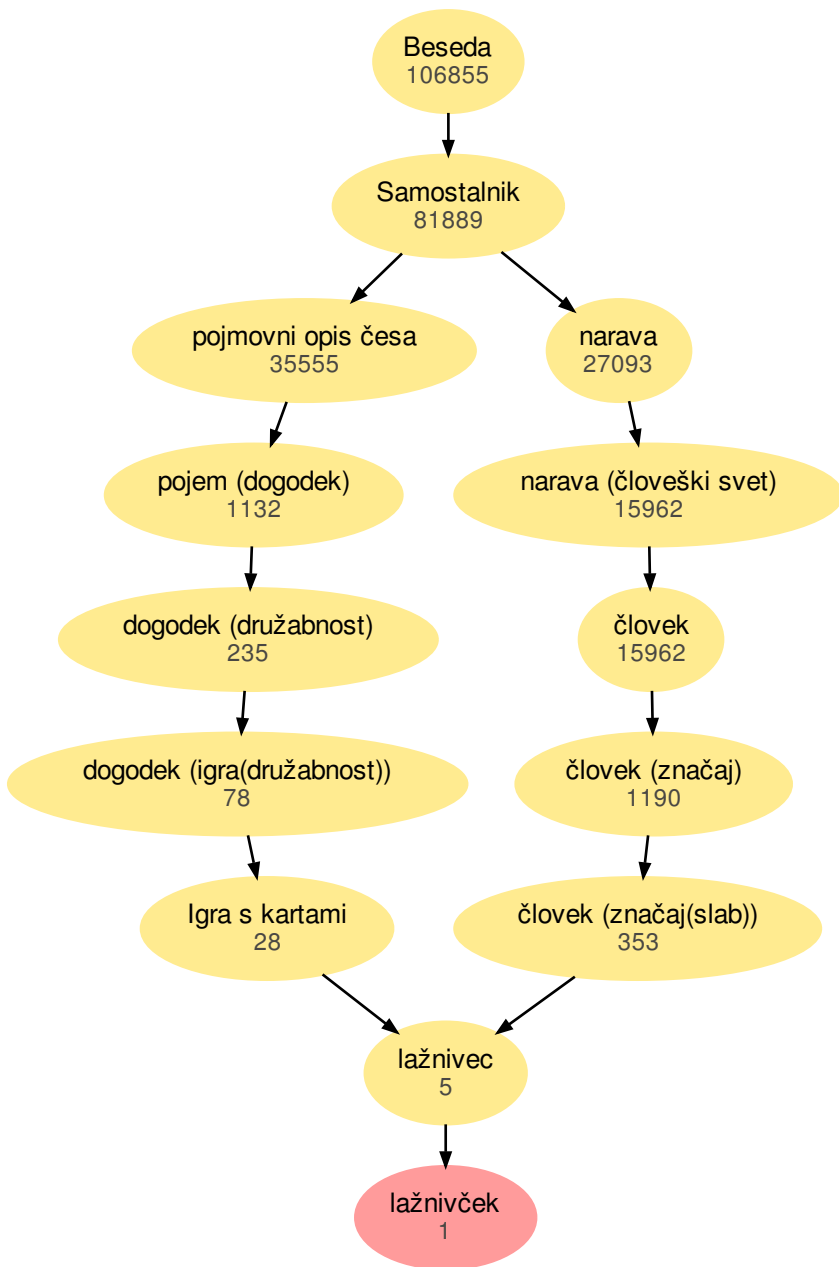 Beseda
106855
Samostalnik
81889
pojmovni opis česa
35555
narava
27093
pojem (dogodek)
1132
narava (človeški svet)
15962
dogodek (družabnost)
235
človek
15962
dogodek (igra(družabnost))
78
človek (značaj)
1190
Igra s kartami
28
človek (značaj(slab))
353
lažnivec
5
lažnivček
1